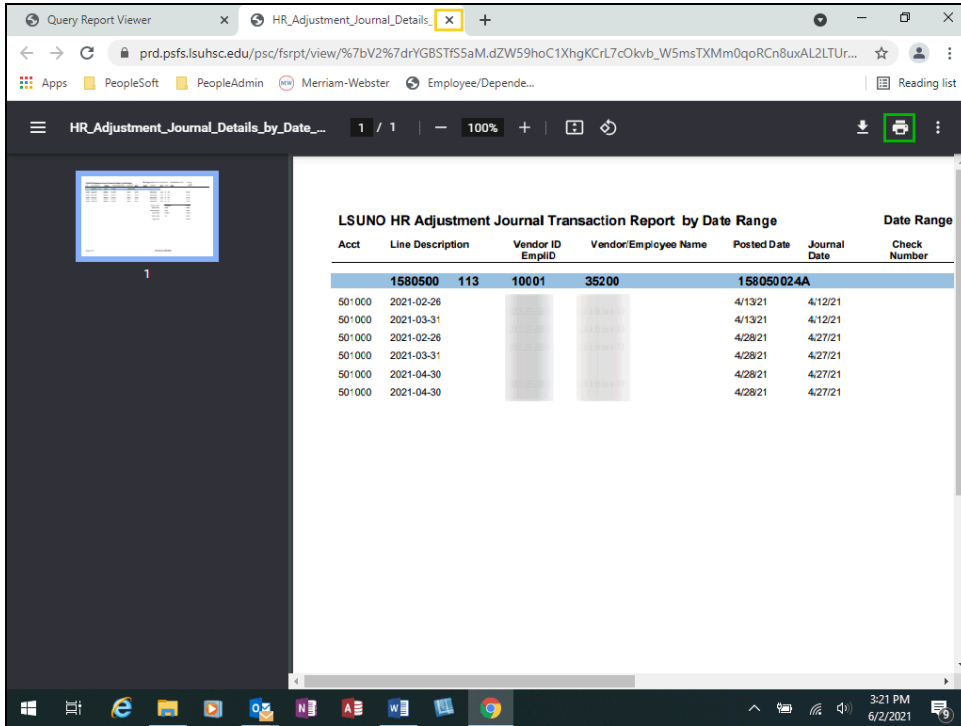 Query Report Viewer
HR_Adjustment_Journal_Details_
prd.psfs.lsuhsc.edu/psc/fsrpt/view/%7bV2%7drYGBSTfS5aM.dZW59hoC1XhgKCrL7cOkvb_W5msTXMm0qoRCn8uxAL2LTUr...
Apps PeopleSoft PeopleAdmin MW Merriam-Webster Employee/Depende... Reading list
HR_Adjustment_Journal_Details_by_Date_... 1 / 1 100%
1
LSUNO HR Adjustment Journal Transaction Report by Date Range Date Range
Acct Line Description Vendor ID Vendor/Employee Name Posted Date Journal Check
EmplID Date Number
1580500 113 10001 35200 158050024A
501000 2021-02-26 4/13/21 4/12/21
501000 2021-03-31 4/13/21 4/12/21
501000 2021-02-26 4/28/21 4/27/21
501000 2021-03-31 4/28/21 4/27/21
501000 2021-04-30 4/28/21 4/27/21
501000 2021-04-30 4/28/21 4/27/21
3:21 PM
6/2/2021
9